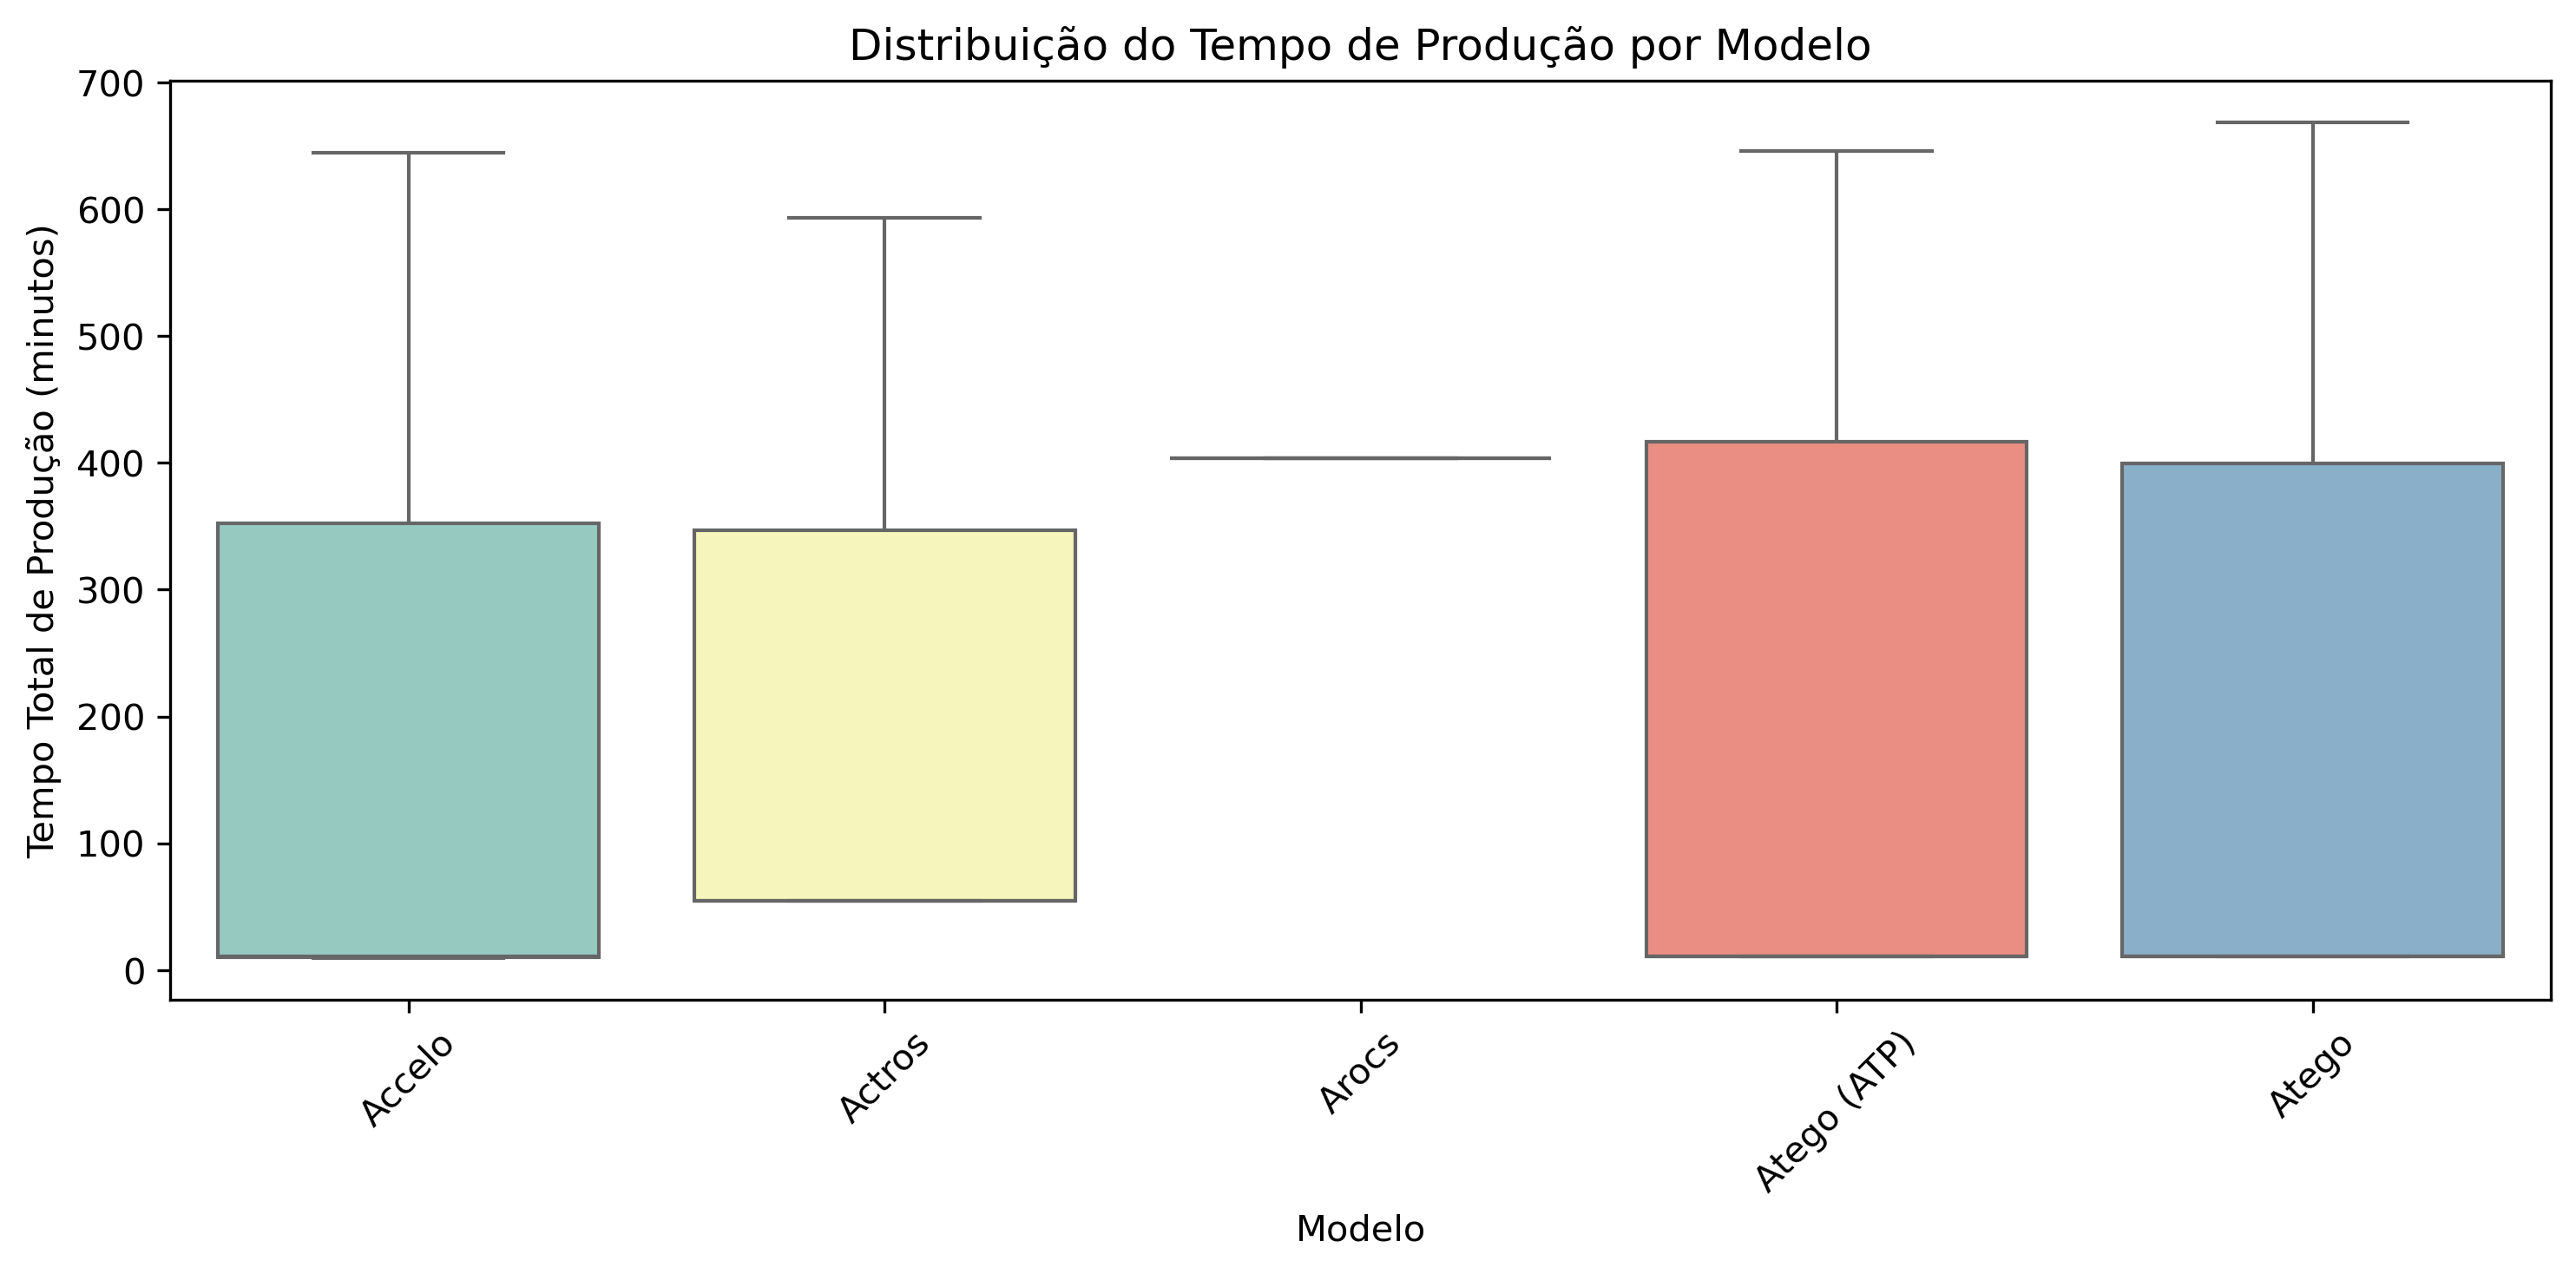 Distribuição do Tempo de Produção por Modelo
Tempo Total de Produção (minutos)
700
600
500
400
300
200
100
0
Accelo
Actros
Arocs
Atego (ATP)
Atego
Modelo